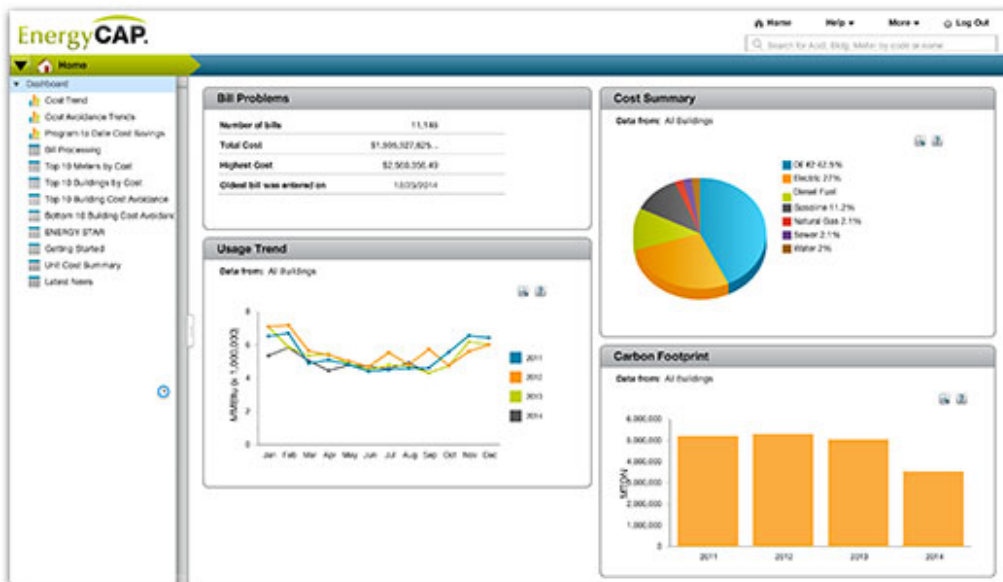 EnergyCAP.
Home Help More Log Out
Search for Acct, Bldg, Meter by code or name
Home
Dashboard
Cost Trend
Cost Avoidance Trends
Program to Date Cost Savings
Bill Processing
Top 10 Meters by Cost
Top 10 Buildings by Cost
Top 10 Building Cost Avoidance
Bottom 10 Building Cost Avoidanc
ENERGY STAR
Getting Started
Unit Cost Summary
Latest News
Bill Problems
Number of bills
Total Cost
Highest Cost
Oldest bill was entered on
Usage Trend
Data from: All Buildings
MMBtu (x 1,000,000)
8
6
4
2
0
Jan Feb Mar Apr May Jun Jul Aug Sep Oct Nov Dec
2011
2012
2013
2014
Cost Summary
Data from: All Buildings
Electric 27%
Diesel Fuel
Gasoline 11.2%
Natural Gas 2.1%
Sewer 2.1%
Water 2%
Carbon Footprint
Data from: All Buildings
6,000,000
5,000,000
4,000,000
3,000,000
2,000,000
1,000,000
0
2011 2012 2013 2014